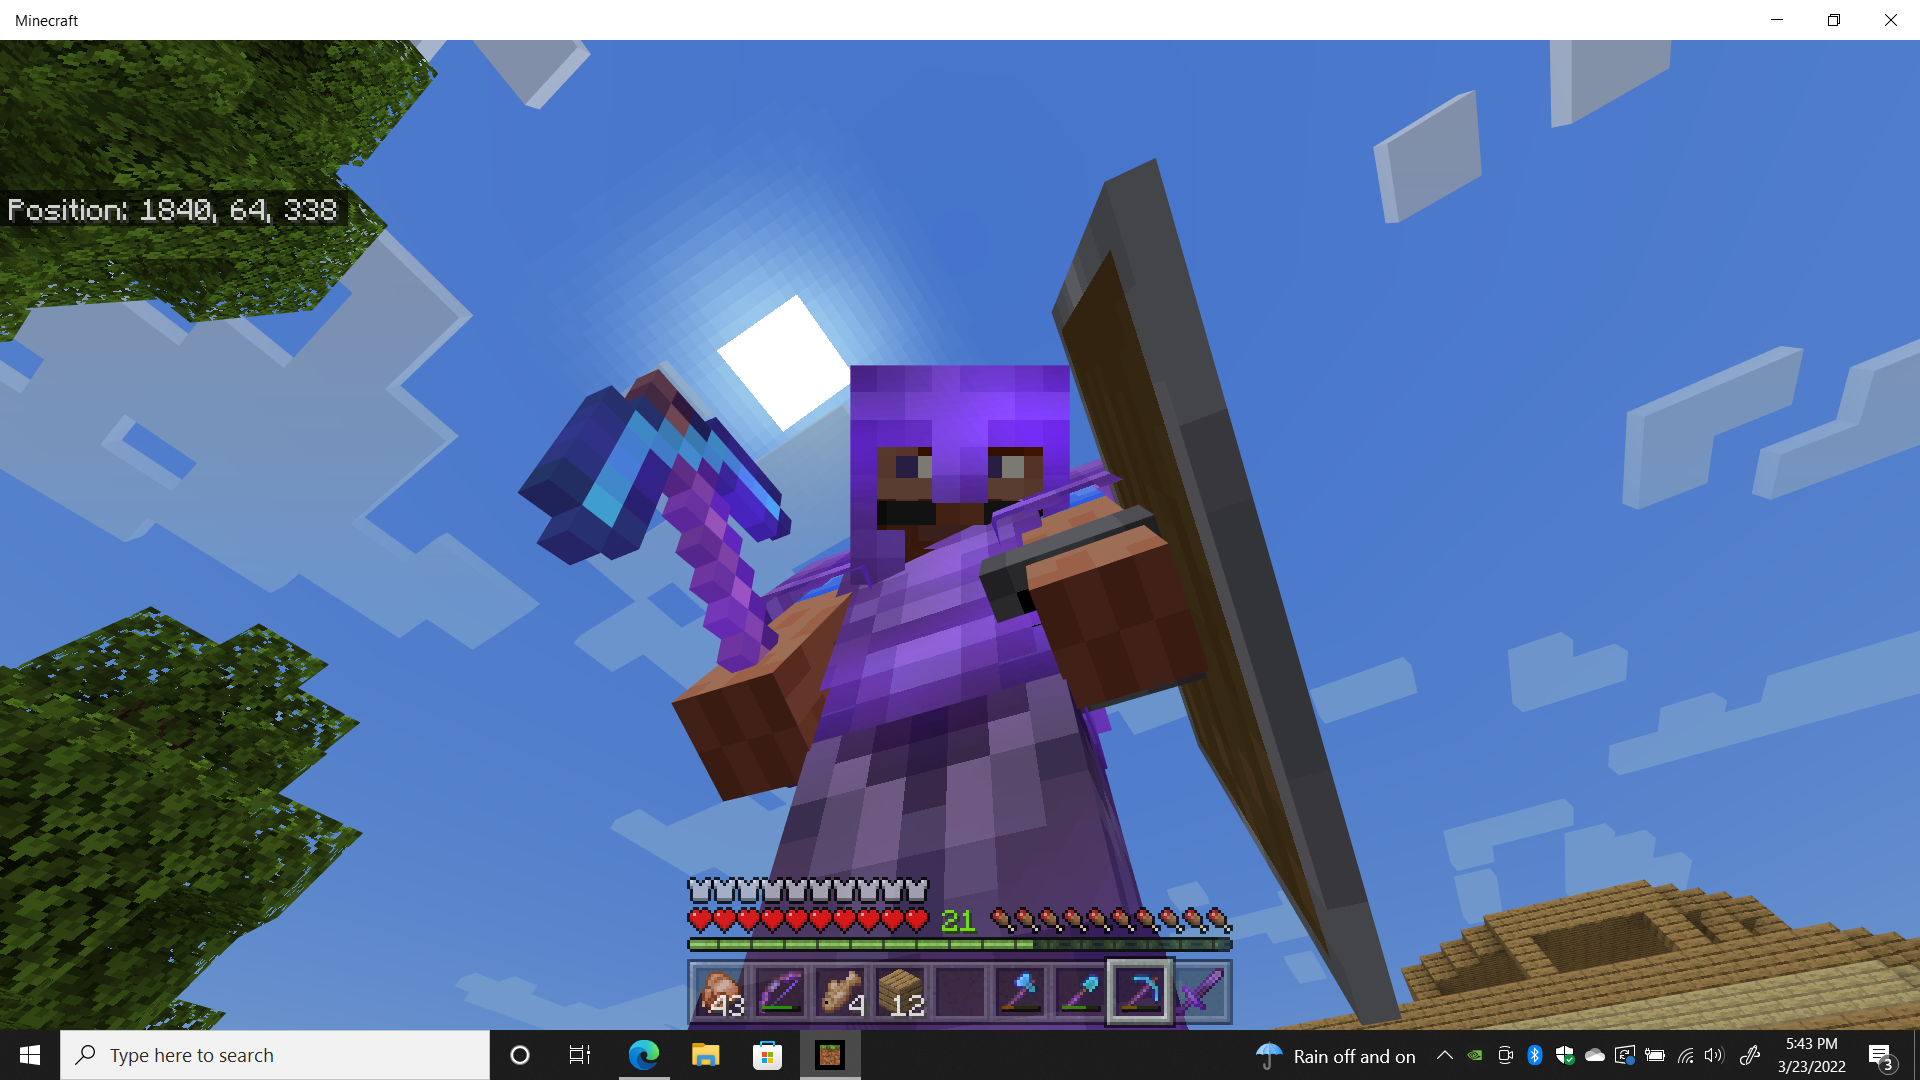 Minecraft
Position: 1840, 64, 338
21
43
4
12
Type here to search
Rain off and on
5:43 PM
3/23/2022
3